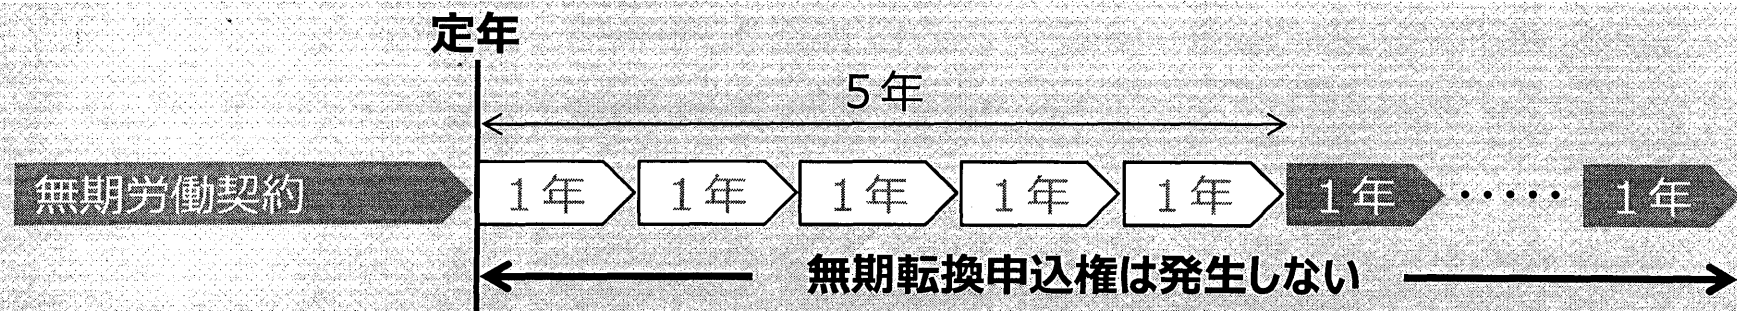 定年
5年
無期労働契約
1年
1年
1年
1年
1年
1年
・・・・・
1年
無期転換申込権は発生しない